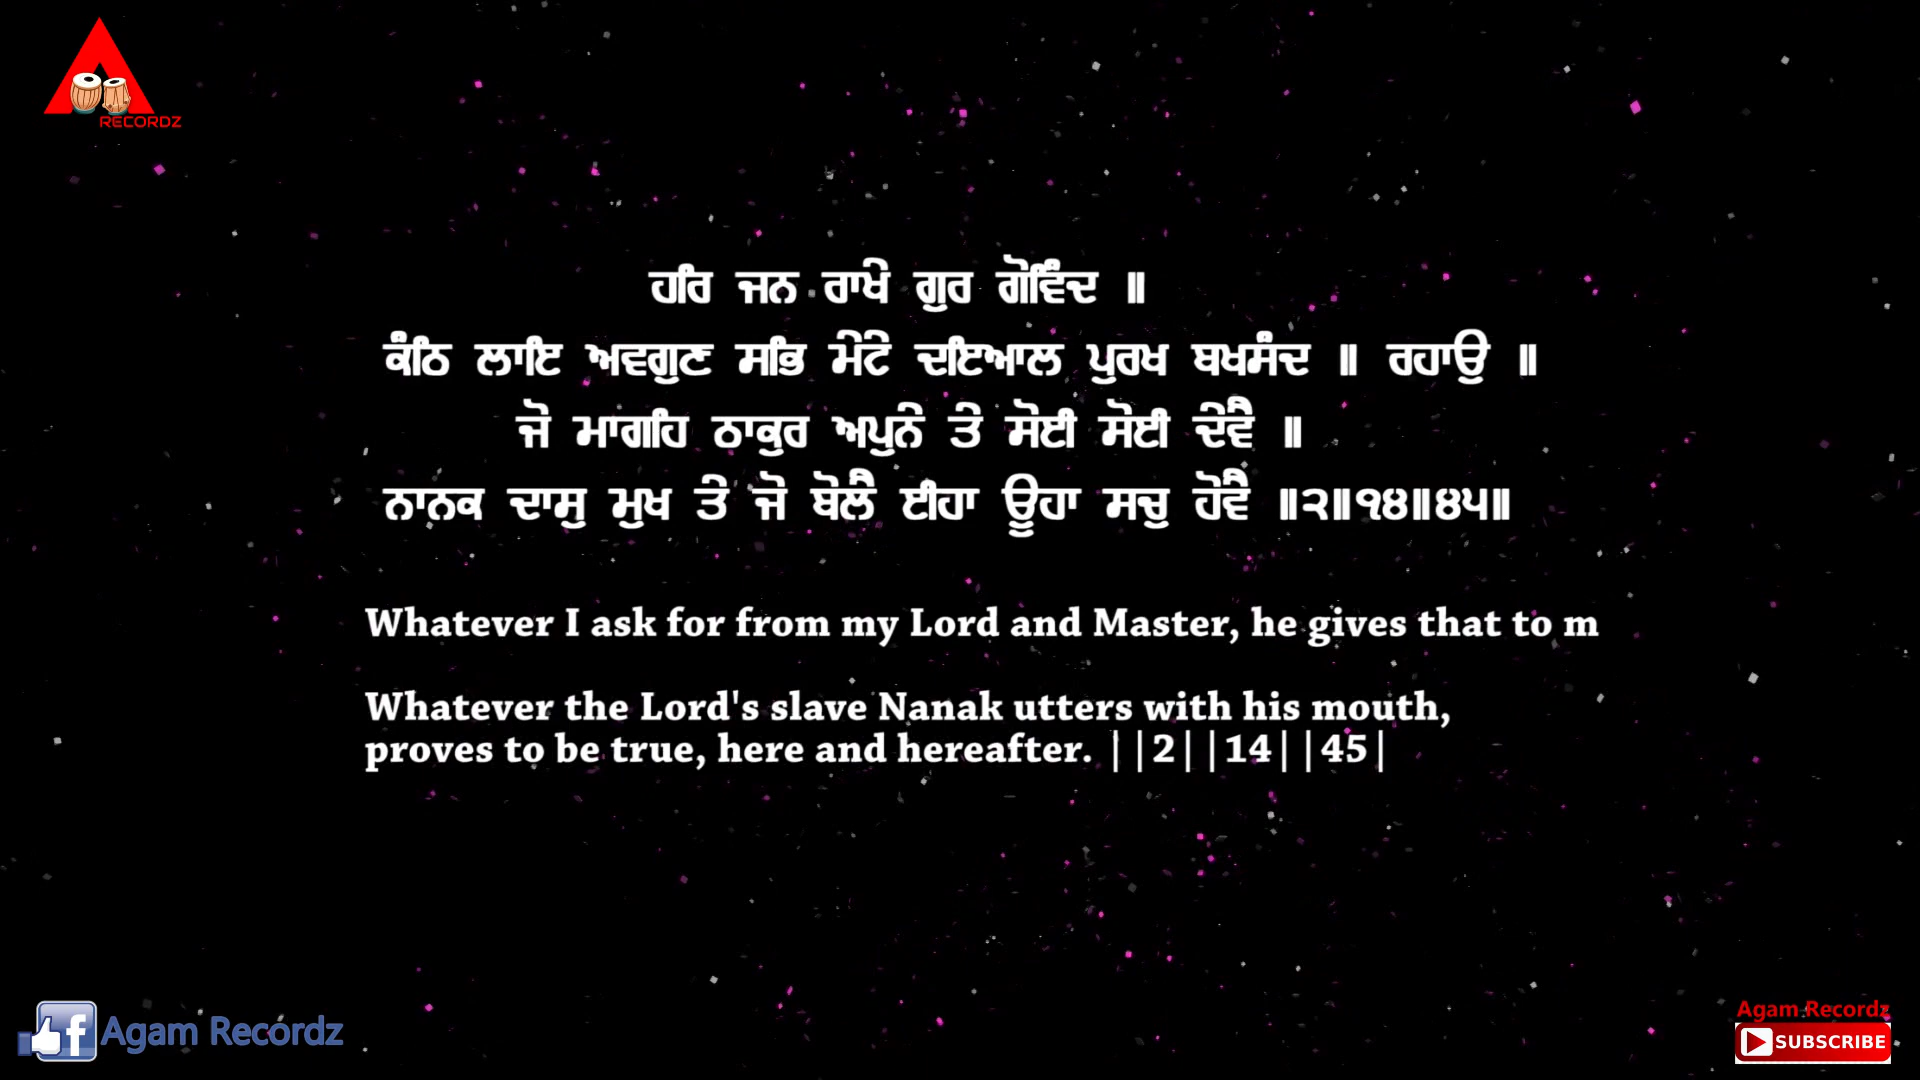 RECORDZ
ਹਰਿ ਜਨ ਰਾਖੇ ਗੁਰ ਗੋਵਿੰਦ ॥
ਕੰਠਿ ਲਾਇ ਅਵਗੁਣ ਸਭਿ ਮੇਟੇ ਦਇਆਲ ਪੁਰਖ ਬਖਸੰਦ ॥ ਰਹਾਉ ॥
ਜੋ ਮਾਗਹਿ ਠਾਕੁਰ ਅਪੁਨੇ ਤੇ ਸੋਈ ਸੋਈ ਦੇਵੈ ॥
ਨਾਨਕ ਦਾਸੁ ਮੁਖ ਤੇ ਜੋ ਬੋਲੈ ਈਹਾ ਊਹਾ ਸਚੁ ਹੋਵੈ ॥੨॥੧੪॥੪੫॥
Whatever I ask for from my Lord and Master, he gives that to m
Whatever the Lord's slave Nanak utters with his mouth,
proves to be true, here and hereafter. ||2||14||45|
f Agam Recordz
Agam Recordz
SUBSCRIBE